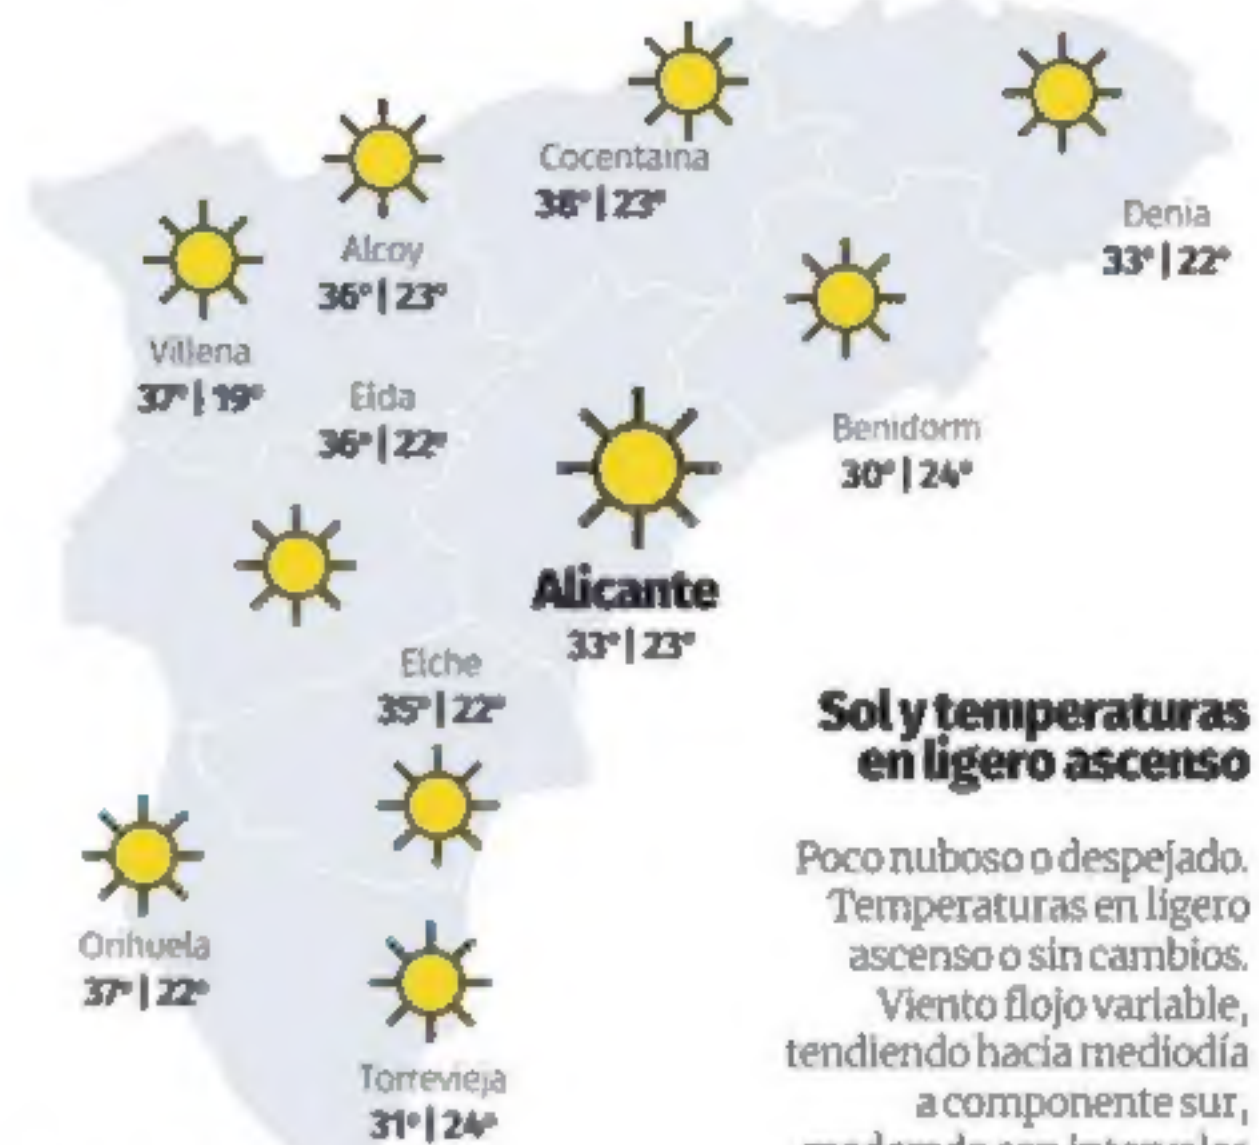 Cocentaina
38°|23°
Denia
33°|22°
Alcoy
36°|23°
Villena
37°|19°
Elda
36°|22°
Benidorm
30°|24°
Alicante
33°|23°
Elche
35°|22°
Orihuela
37°|22°
Torrevieja
31°|24°
Sol y temperaturas
en ligero ascenso
Poco nuboso o despejado.
Temperaturas en ligero
ascenso o sin cambios.
Viento flojo variable,
tendiendo hacia mediodía
a componente sur,